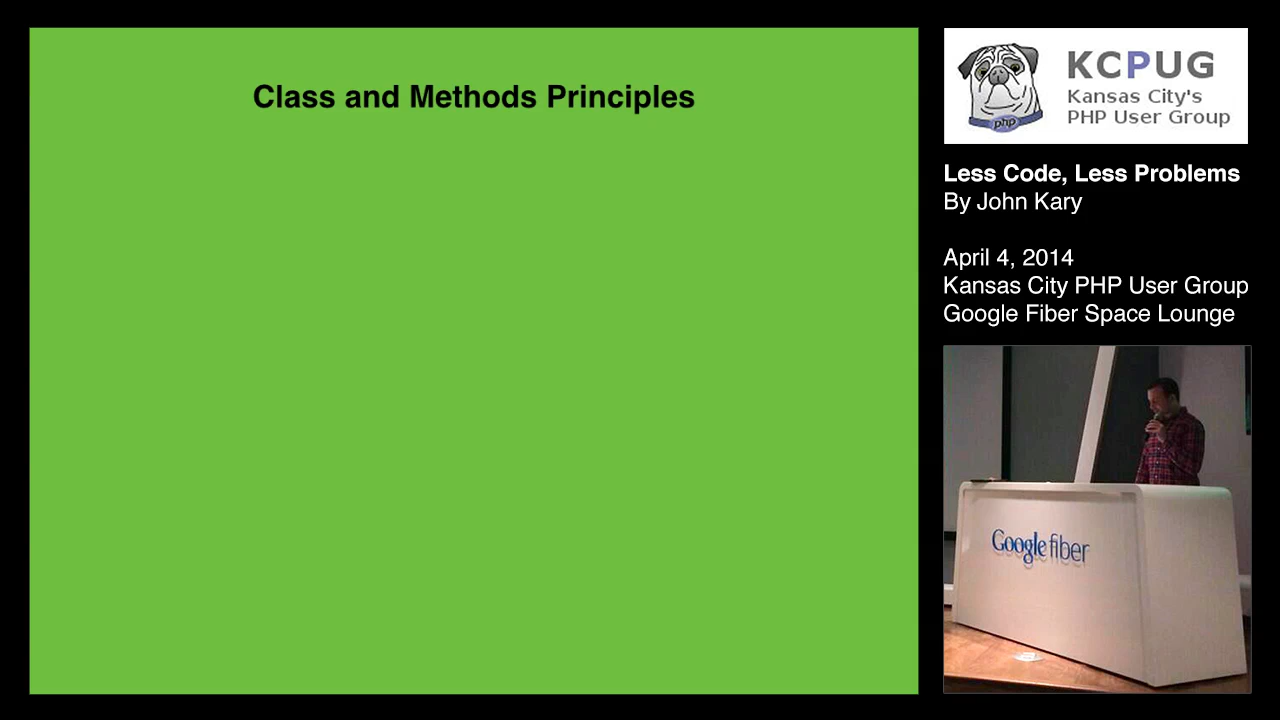 Class and Methods Principles
KCPUG
Kansas City's
PHP User Group
php
Less Code, Less Problems
By John Kary
April 4, 2014
Kansas City PHP User Group
Google Fiber Space Lounge
Google fiber